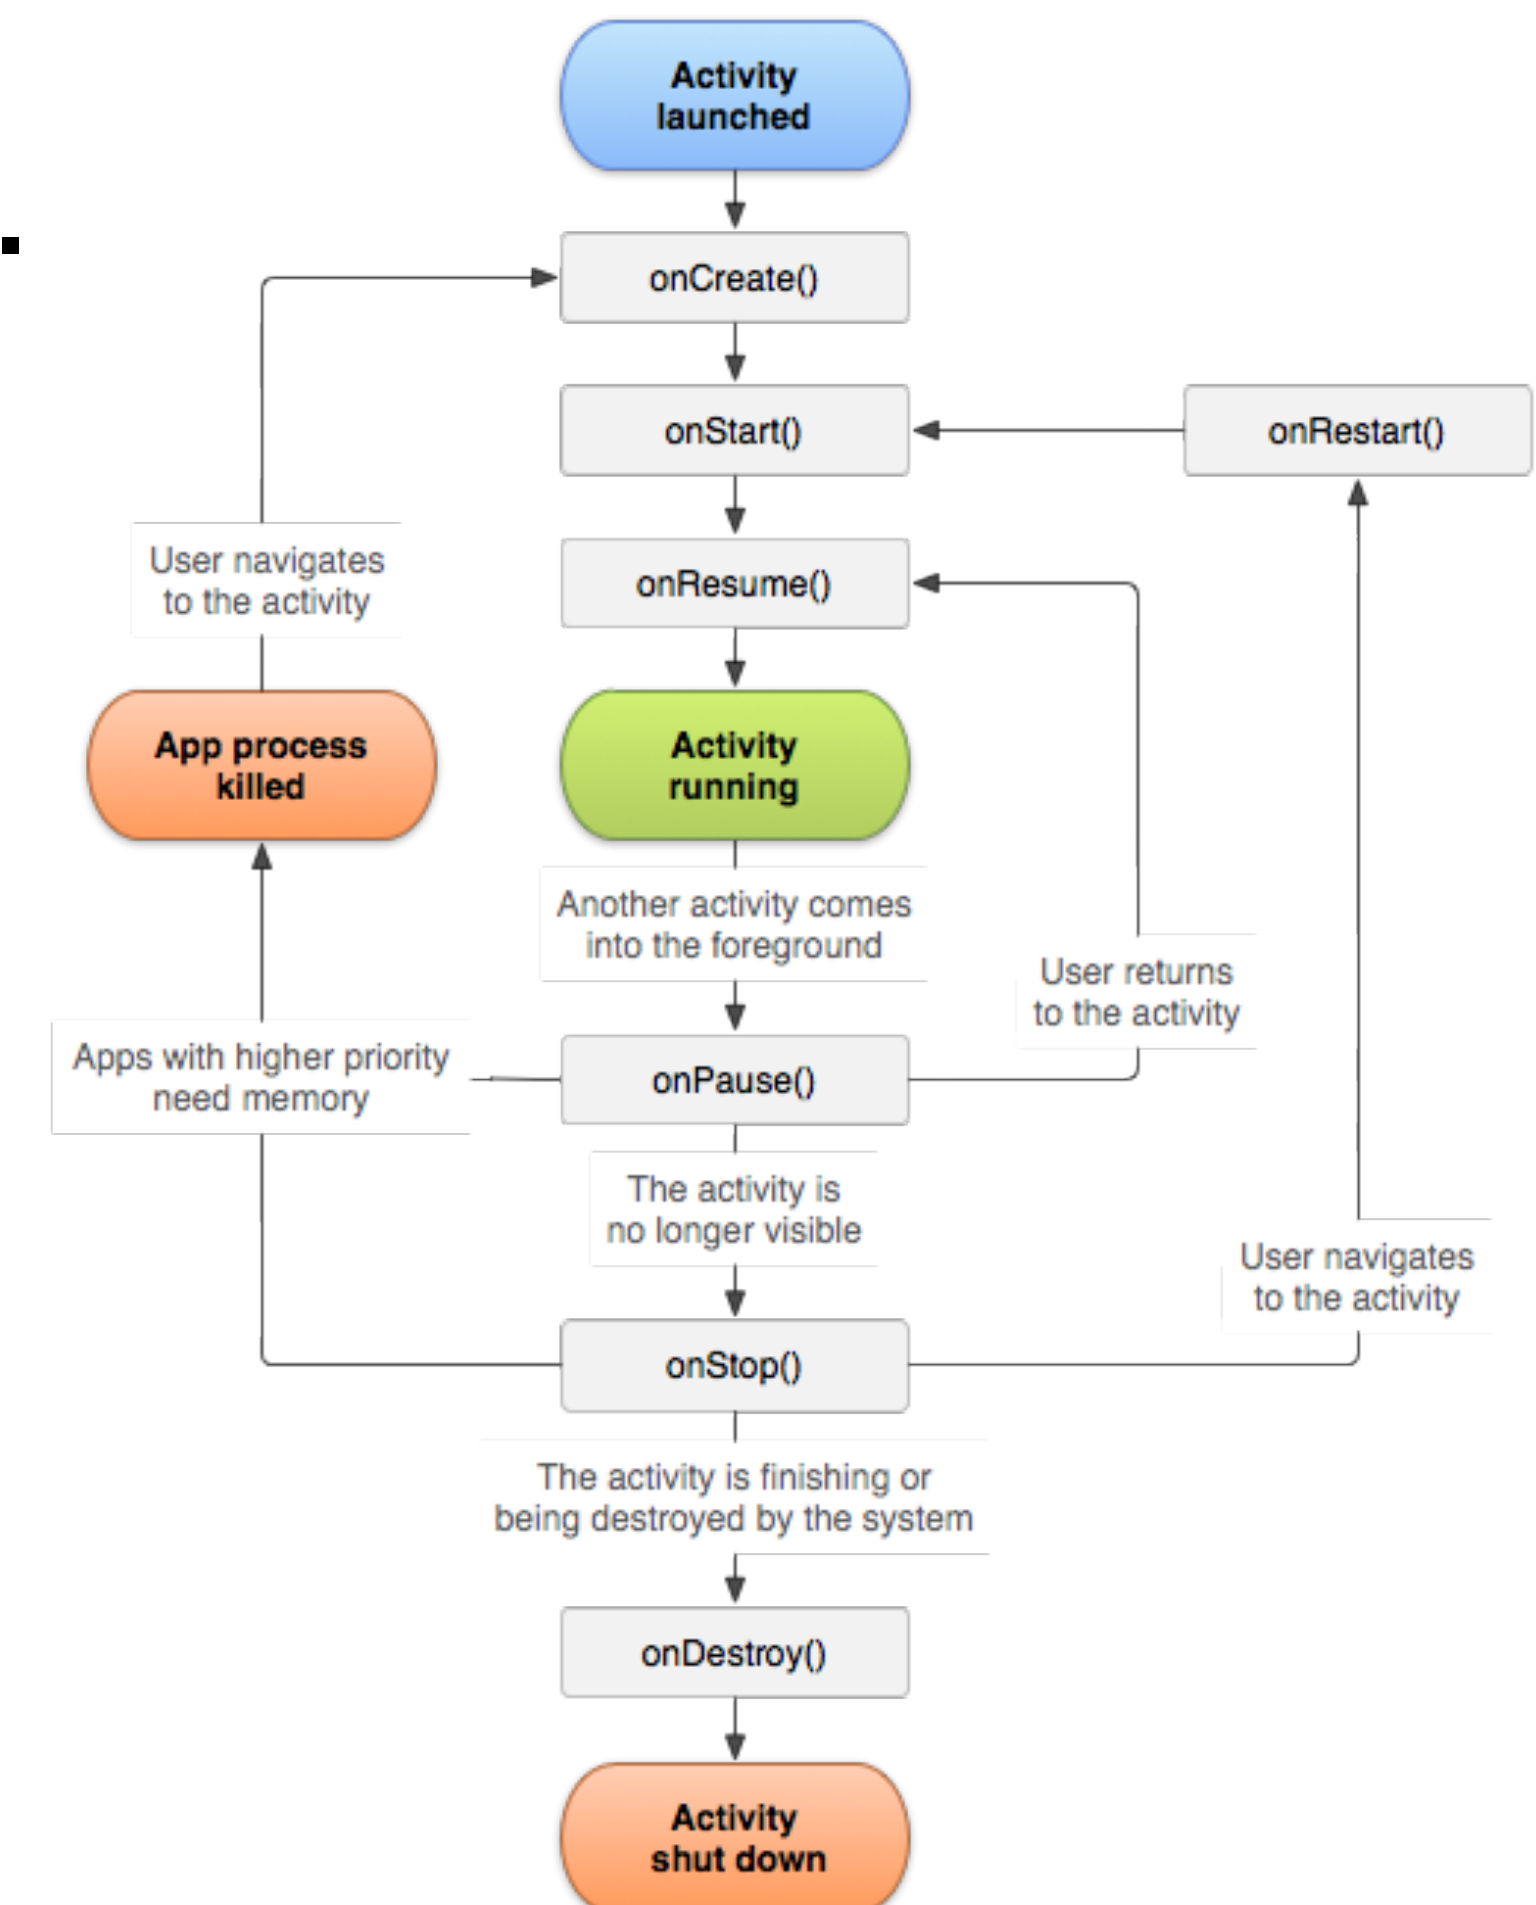 Activity
launched
onCreate()
onStart()
onRestart()
User navigates
to the activity
onResume()
App process
killed
Activity
running
Another activity comes
into the foreground
User returns
to the activity
Apps with higher priority
need memory
onPause()
The activity is
no longer visible
User navigates
to the activity
onStop()
The activity is finishing or
being destroyed by the system
onDestroy()
Activity
shut down